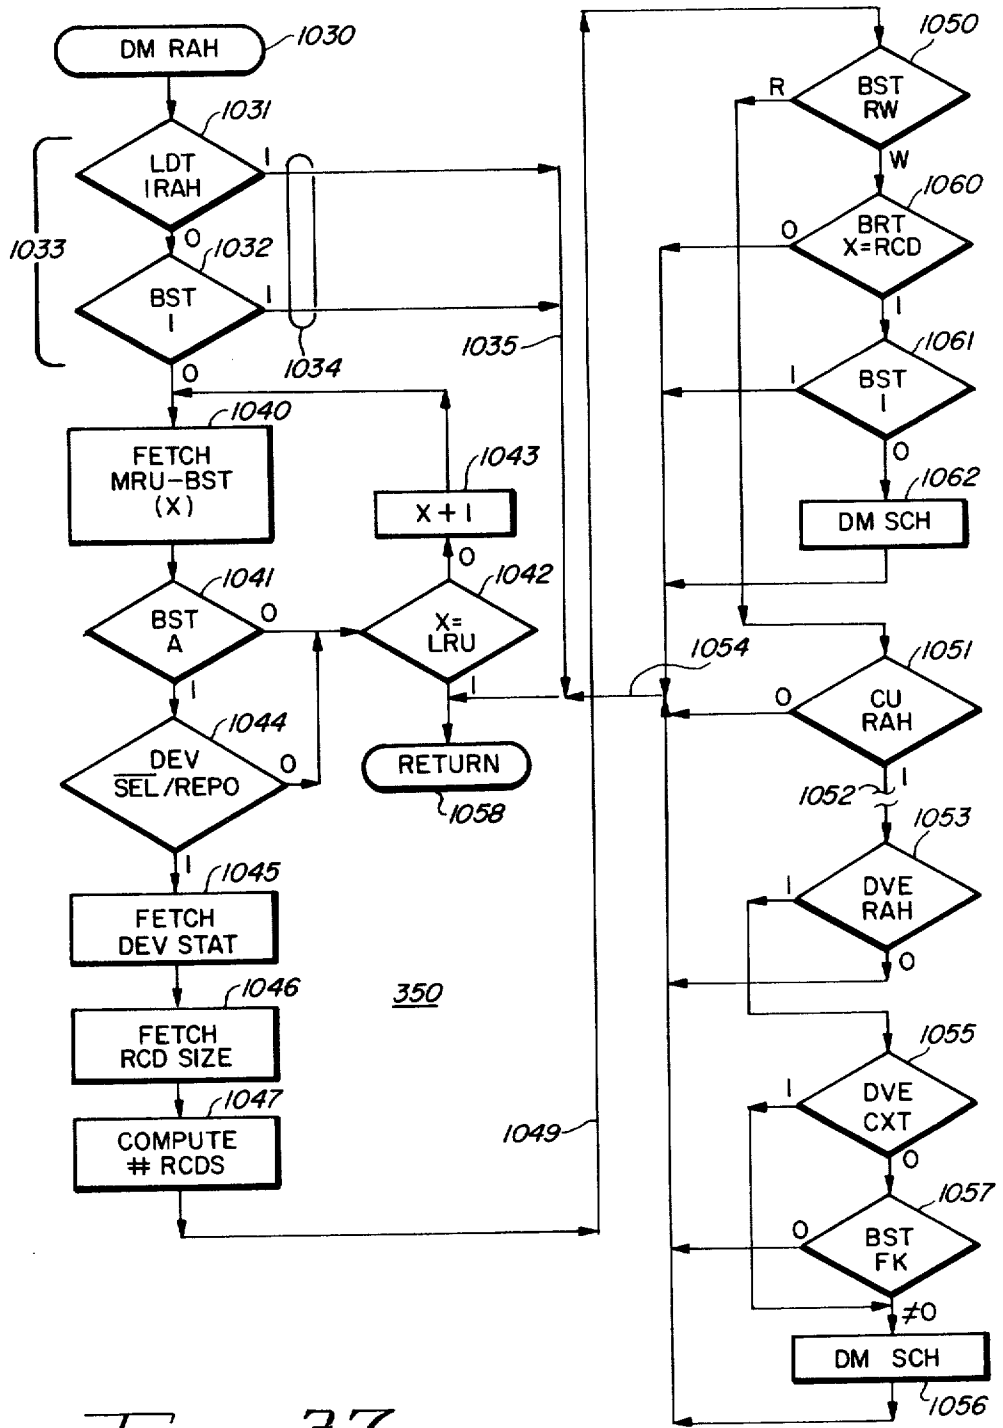 DM RAH
1030
1031
LDT
IRAH
1
0
1033
1032
BST
I
1
0
1034
1035
1040
FETCH
MRU-BST
(X)
1043
X+1
0
1041
BST
A
0
1
1042
X=
LRU
1
1044
DEV
SEL/REPO
0
1
RETURN
1058
1045
FETCH
DEV STAT
1046
FETCH
RCD SIZE
350
1047
COMPUTE
# RCDS
1049
1050
BST
RW
R
W
1060
BRT
X=RCD
0
1
1061
BST
I
1
0
1062
DM SCH
1054
1051
CU
RAH
0
1
1052
1053
DVE
RAH
1
0
1055
DVE
CXT
1
0
1057
BST
FK
0
≠0
DM SCH
1056
37